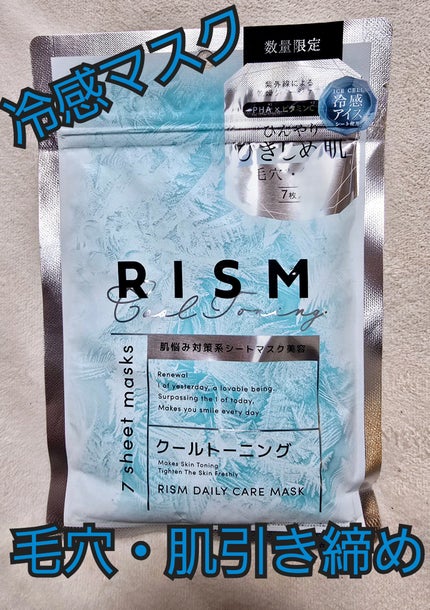 冷感マスク
数量限定
紫外線による
PHA×ビタミンC
ICE CELL
冷感
アイス
シート使用
ひんやり
ひきしめ肌
毛穴・
7枚
RISM
Cool Toning.
7 sheet masks
肌悩み対策系シートマスク美容
Renewal
I of yesterday, a lovable being.
Surpassing the I of today,
Makes you smile every day.
クールトーニング
Makes Skin Toning
Tighten The Skin Freshly
RISM DAILY CARE MASK
毛穴・肌引き締め